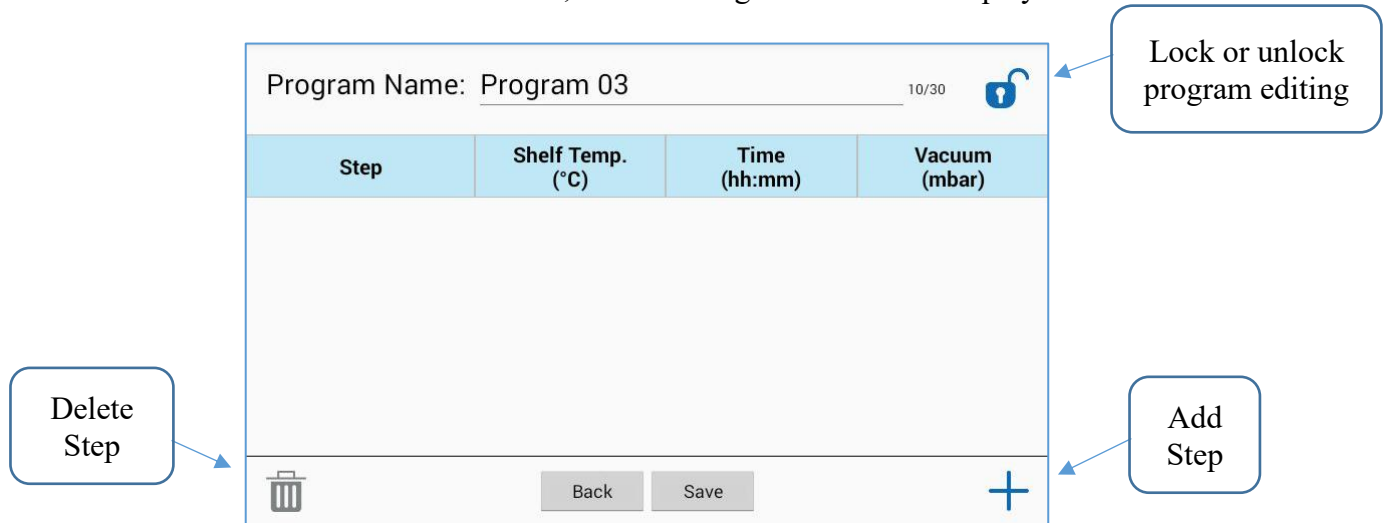 Lock or unlock
program editing
Program Name: Program 03 10/30
Step Shelf Temp. (°C) Time (hh:mm) Vacuum (mbar)
Delete
Step
Add
Step
Back Save